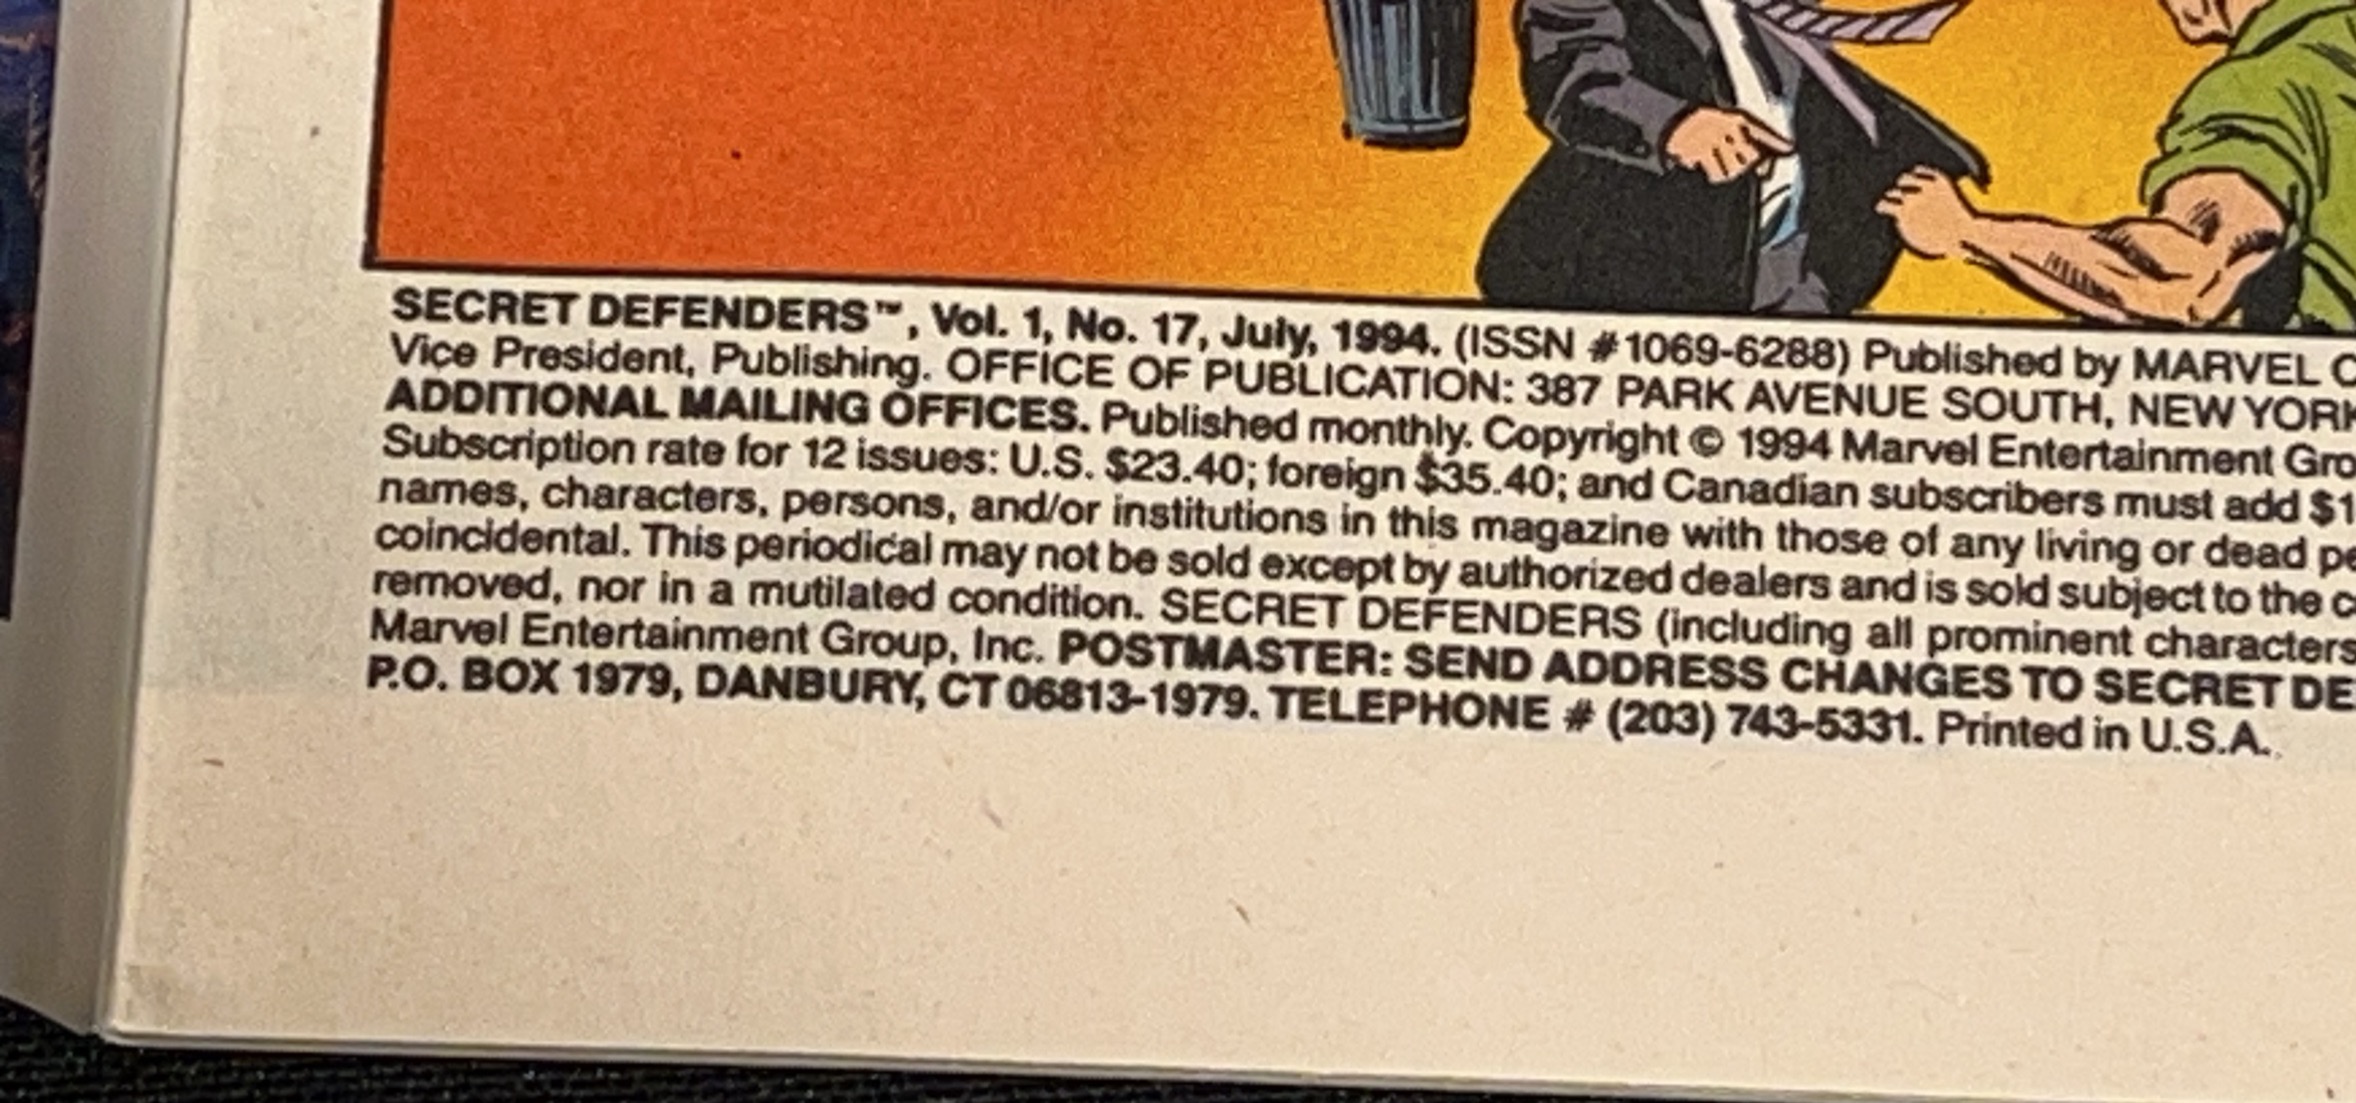 SECRET DEFENDERS™, Vol. 1, No. 17, July, 1994. (ISSN #1069-6288) Published by MARVEL
Vice President, Publishing. OFFICE OF PUBLICATION: 387 PARK AVENUE SOUTH, NEW YORK
ADDITIONAL MAILING OFFICES. Published monthly. Copyright © 1994 Marvel Entertainment Gro
Subscription rate for 12 issues: U.S. $23.40; foreign $35.40; and Canadian subscribers must add $1
names, characters, persons, and/or institutions in this magazine with those of any living or dead pe
coincidental. This periodical may not be sold except by authorized dealers and is sold subject to the c
removed, nor in a mutilated condition. SECRET DEFENDERS (including all prominent characters
Marvel Entertainment Group, Inc. POSTMASTER: SEND ADDRESS CHANGES TO SECRET DE
P.O. BOX 1979, DANBURY, CT 06813-1979. TELEPHONE # (203) 743-5331. Printed in U.S.A.